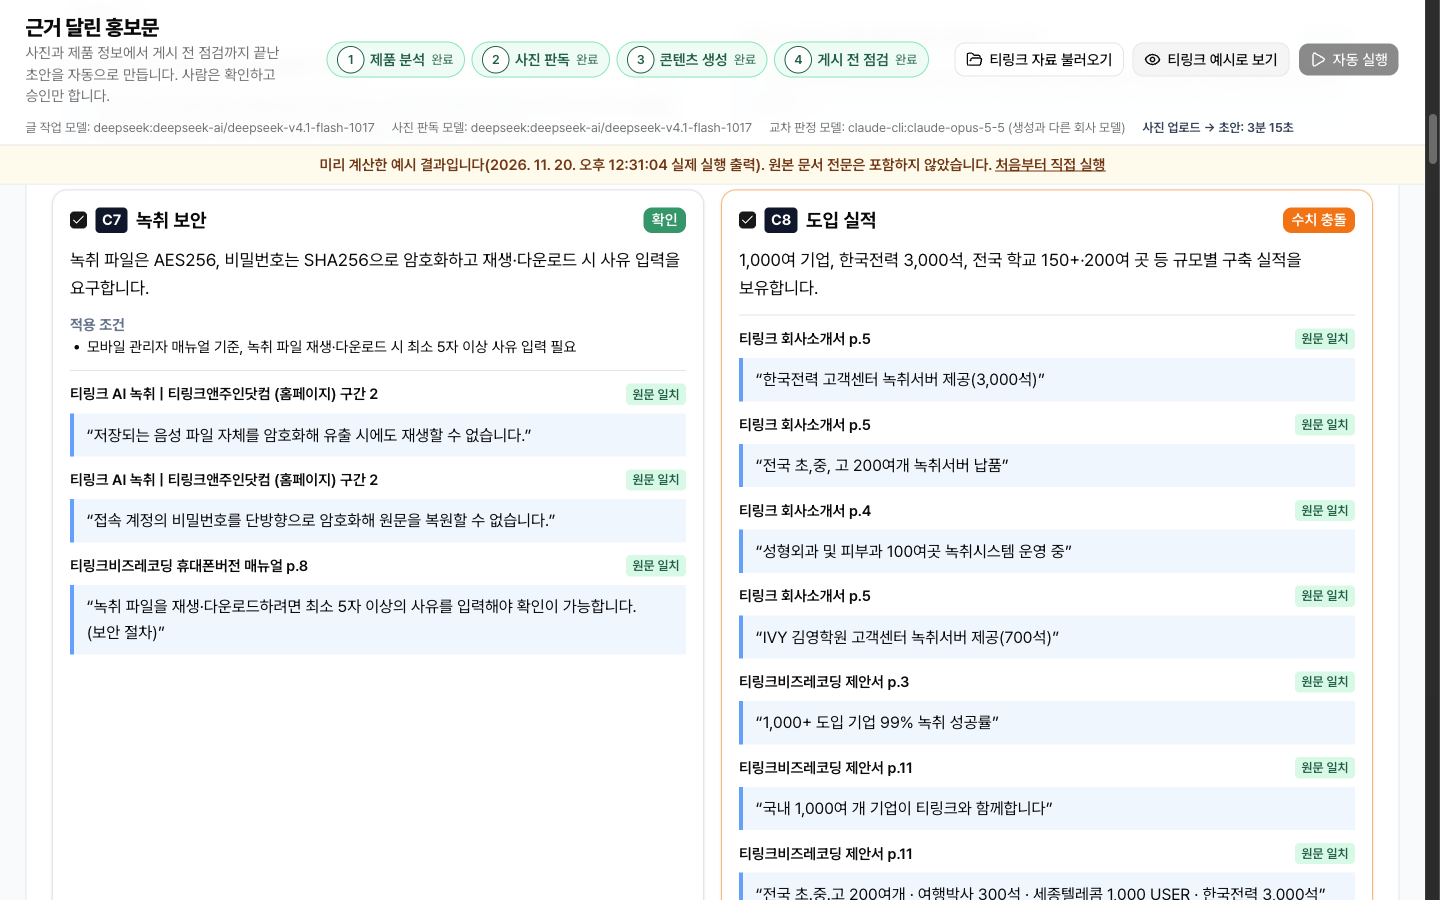 근거 달린 홍보문
사진과 제품 정보에서 게시 전 점검까지 끝난
초안을 자동으로 만듭니다. 사람은 확인하고
승인만 합니다.
1 제품 분석 완료
2 사진 판독 완료
3 콘텐츠 생성 완료
4 게시 전 점검 완료
티링크 자료 불러오기
티링크 예시로 보기
자동 실행
글 작업 모델: deepseek:deepseek-ai/deepseek-v4.1-flash-1017
사진 판독 모델: deepseek:deepseek-ai/deepseek-v4.1-flash-1017
교차 판정 모델: claude-cli:claude-opus-5-5 (생성과 다른 회사 모델)
사진 업로드 → 초안: 3분 15초
미리 계산한 예시 결과입니다(2026. 11. 20. 오후 12:31:04 실제 실행 출력). 원본 문서 전문은 포함하지 않았습니다. 처음부터 직접 실행
C7 녹취 보안 확인
녹취 파일은 AES256, 비밀번호는 SHA256으로 암호화하고 재생·다운로드 시 사유 입력을
요구합니다.
적용 조건
• 모바일 관리자 매뉴얼 기준, 녹취 파일 재생·다운로드 시 최소 5자 이상 사유 입력 필요
티링크 AI 녹취 | 티링크앤주인닷컴 (홈페이지) 구간 2 원문 일치
“저장되는 음성 파일 자체를 암호화해 유출 시에도 재생할 수 없습니다.”
티링크 AI 녹취 | 티링크앤주인닷컴 (홈페이지) 구간 2 원문 일치
“접속 계정의 비밀번호를 단방향으로 암호화해 원문을 복원할 수 없습니다.”
티링크비즈레코딩 휴대폰버전 매뉴얼 p.8 원문 일치
“녹취 파일을 재생·다운로드하려면 최소 5자 이상의 사유를 입력해야 확인이 가능합니다.
(보안 절차)”
C8 도입 실적 수치 충돌
1,000여 기업, 한국전력 3,000석, 전국 학교 150+·200여 곳 등 규모별 구축 실적을
보유합니다.
티링크 회사소개서 p.5 원문 일치
“한국전력 고객센터 녹취서버 제공(3,000석)”
티링크 회사소개서 p.5 원문 일치
“전국 초,중, 고 200여개 녹취서버 납품”
티링크 회사소개서 p.4 원문 일치
“성형외과 및 피부과 100여곳 녹취시스템 운영 중”
티링크 회사소개서 p.5 원문 일치
“IVY 김영학원 고객센터 녹취서버 제공(700석)”
티링크비즈레코딩 제안서 p.3 원문 일치
“1,000+ 도입 기업 99% 녹취 성공률”
티링크비즈레코딩 제안서 p.11 원문 일치
“국내 1,000여 개 기업이 티링크와 함께합니다”
티링크비즈레코딩 제안서 p.11 원문 일치
“전국 초.중.고 200여개 · 여행박사 300석 · 세종텔레콤 1,000 USER · 한국전력 3,000석”